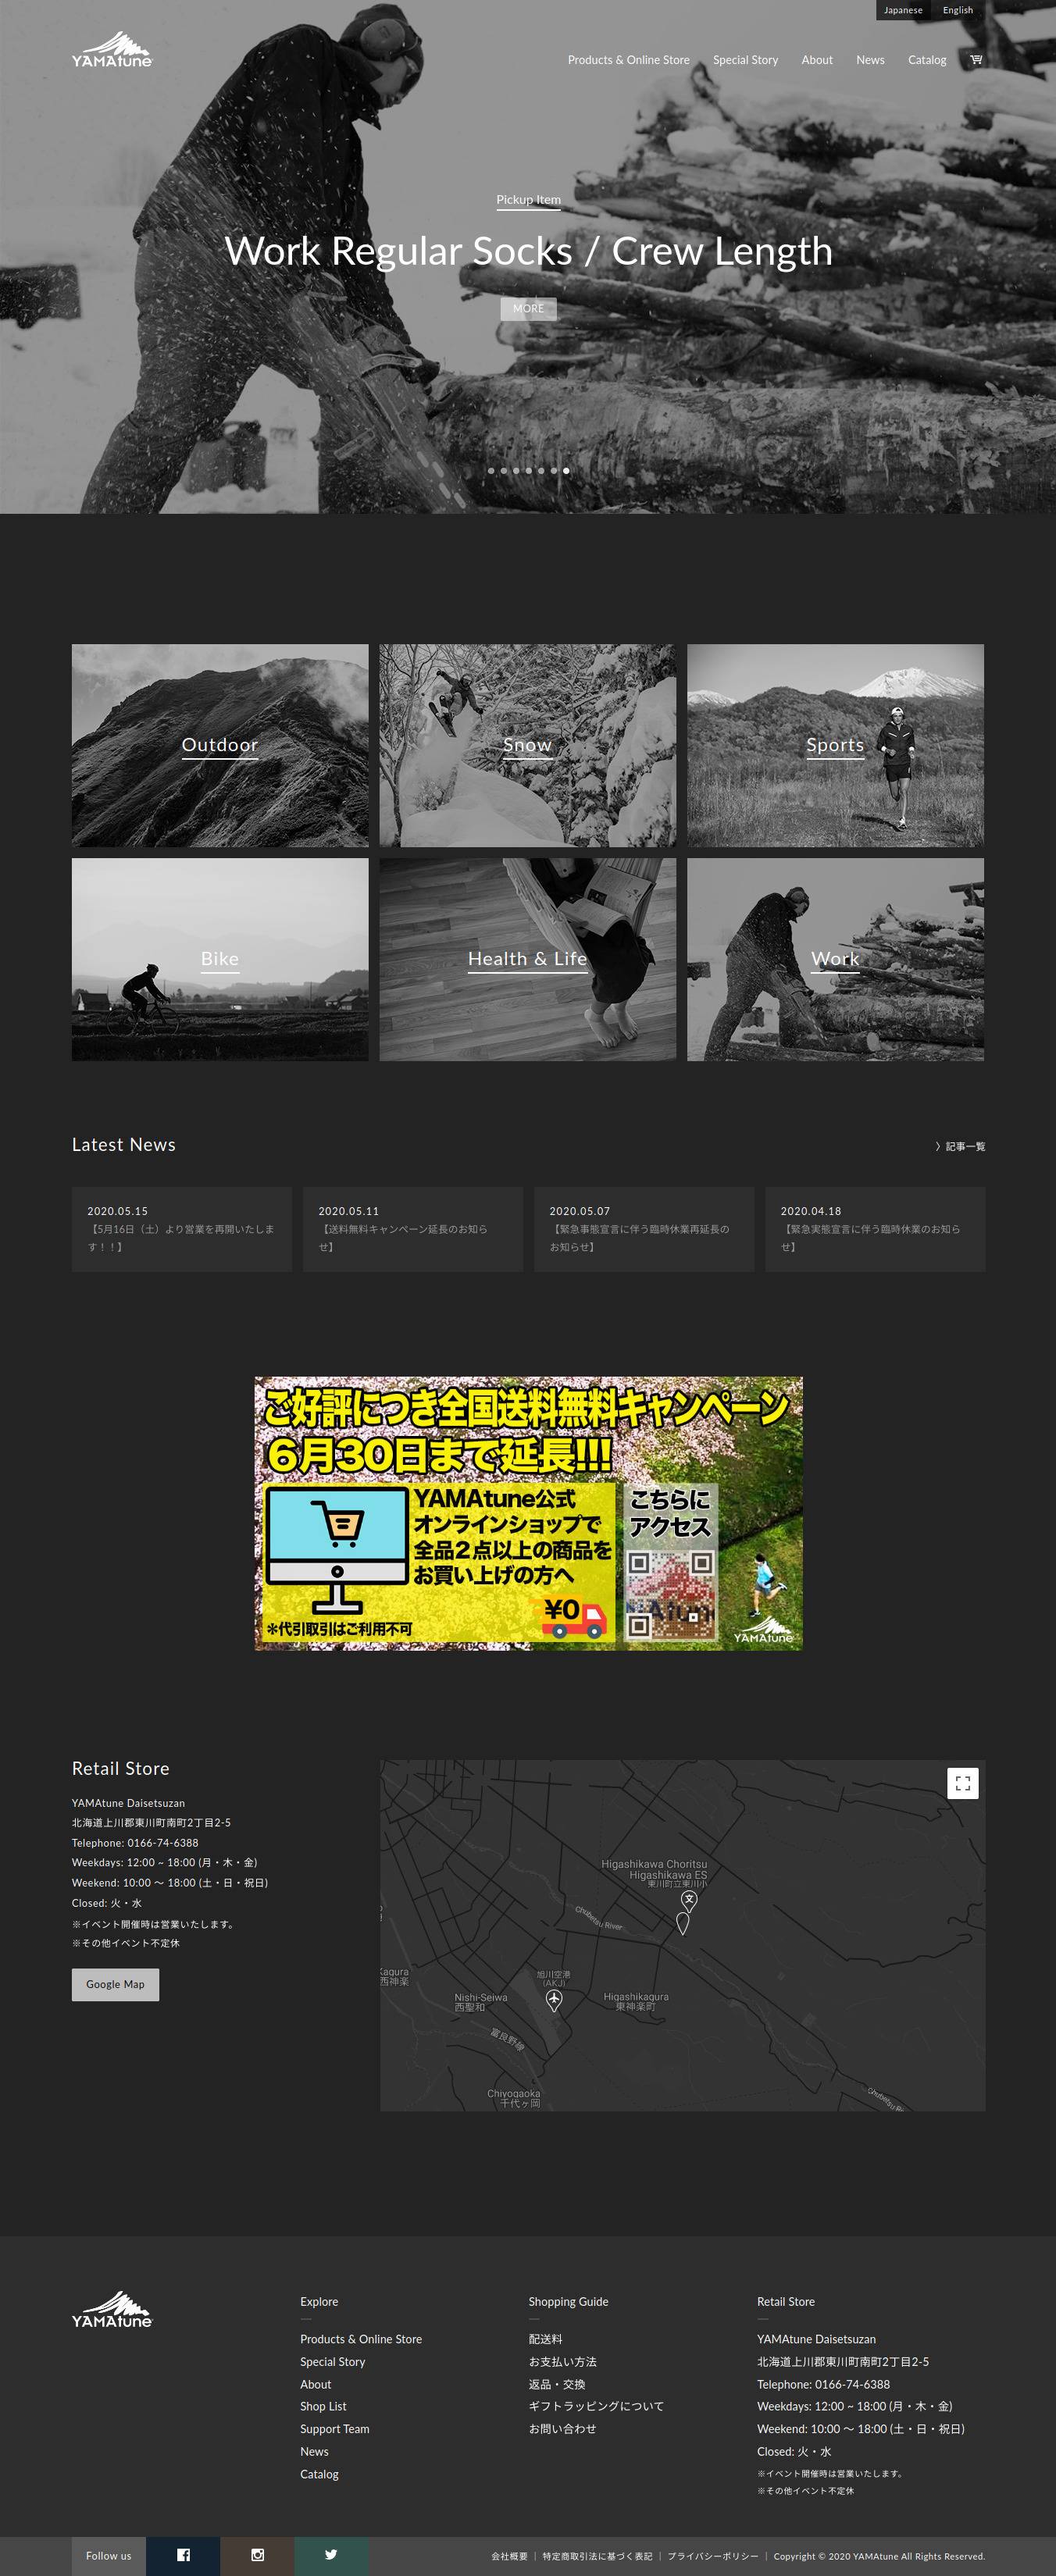 Japanese
English
YAMAtune
Products & Online Store
Special Story
About
News
Catalog
Pickup Item
Work Regular Socks / Crew Length
MORE
Outdoor
Snow
Sports
Bike
Health & Life
Work
Latest News
〉記事一覧
2020.05.15
【5月16日（土）より営業を再開いたしま
す！！】
2020.05.11
【送料無料キャンペーン延長のお知ら
せ】
2020.05.07
【緊急事態宣言に伴う臨時休業再延長の
お知らせ】
2020.04.18
【緊急実態宣言に伴う臨時休業のお知ら
せ】
ご好評につき全国送料無料キャンペーン
6月30日まで延長!!!
YAMAtune公式
オンラインショップで
全品2点以上の商品を
お買い上げの方へ
¥0
※代引取引はご利用不可
こちらに
アクセス
YAMAtune
Retail Store
YAMAtune Daisetsuzan
北海道上川郡東川町南町2丁目2-5
Telephone: 0166-74-6388
Weekdays: 12:00 ~ 18:00 (月・木・金)
Weekend: 10:00 〜 18:00 (土・日・祝日)
Closed: 火・水
※イベント開催時は営業いたします。
※その他イベント不定休
Google Map
Higashikawa Choritsu
Higashikawa ES
東川町立東川小
文
Chubetsu River
Kagura
西神楽
旭川空港
(AKJ)
Nishi-Seiwa
西聖和
Higashikagura
東神楽町
富良野線
Chiyogaoka
千代ヶ岡
YAMAtune
Explore
Products & Online Store
Special Story
About
Shop List
Support Team
News
Catalog
Shopping Guide
配送料
お支払い方法
返品・交換
ギフトラッピングについて
お問い合わせ
Retail Store
YAMAtune Daisetsuzan
北海道上川郡東川町南町2丁目2-5
Telephone: 0166-74-6388
Weekdays: 12:00 ~ 18:00 (月・木・金)
Weekend: 10:00 〜 18:00 (土・日・祝日)
Closed: 火・水
※イベント開催時は営業いたします。
※その他イベント不定休
Follow us
会社概要 | 特定商取引法に基づく表記 | プライバシーポリシー | Copyright © 2020 YAMAtune All Rights Reserved.